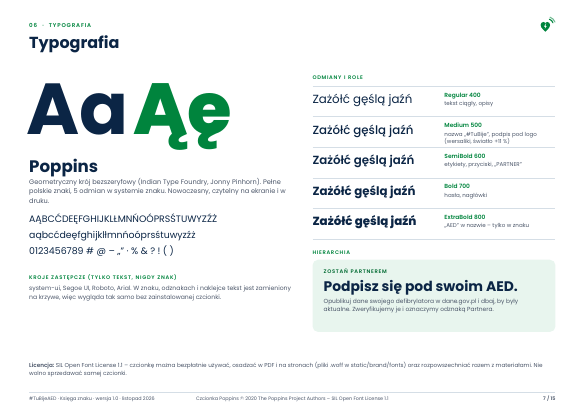 06 · TYPOGRAFIA
Typografia
Aa Ąę
Poppins
Geometryczny krój bezszeryfowy (Indian Type Foundry, Jonny Pinhorn). Pełne
polskie znaki, 5 odmian w systemie znaku. Nowoczesny, czytelny na ekranie i w
druku.
AĄBCĆDEĘFGHIJKLŁMNŃOÓPRSŚTUWYZŹŻ
aąbcćdeęfghijklłmnńoóprsśtuwyzźż
0123456789 # @ – „” · % & ? ! ( )
KROJE ZASTĘPCZE (TYLKO TEKST, NIGDY ZNAK)
system-ui, Segoe UI, Roboto, Arial. W znaku, odznakach i naklejce tekst jest zamieniony
na krzywe, więc wygląda tak samo bez zainstalowanej czcionki.
ODMIANY I ROLE
Zażółć gęślą jaźń
Regular 400
tekst ciągły, opisy
Zażółć gęślą jaźń
Medium 500
nazwa „#TuBije”, podpis pod logo
(wersaliki, światło +11 %)
Zażółć gęślą jaźń
SemiBold 600
etykiety, przyciski, „PARTNER”
Zażółć gęślą jaźń
Bold 700
hasła, nagłówki
Zażółć gęślą jaźń
ExtraBold 800
„AED” w nazwie – tylko w znaku
HIERARCHIA
ZOSTAŃ PARTNEREM
Podpisz się pod swoim AED.
Opublikuj dane swojego defibrylatora w dane.gov.pl i dbaj, by były
aktualne. Zweryfikujemy je i oznaczymy odznaką Partnera.
Licencja: SIL Open Font License 1.1 – czcionkę można bezpłatnie używać, osadzać w PDF i na stronach (pliki .woff w static/brand/fonts) oraz rozpowszechniać razem z materiałami. Nie
wolno sprzedawać samej czcionki.
#TuBijeAED · Księga znaku · wersja 1.0 · listopad 2026
Czcionka Poppins © 2020 The Poppins Project Authors – SIL Open Font License 1.1
7 / 15